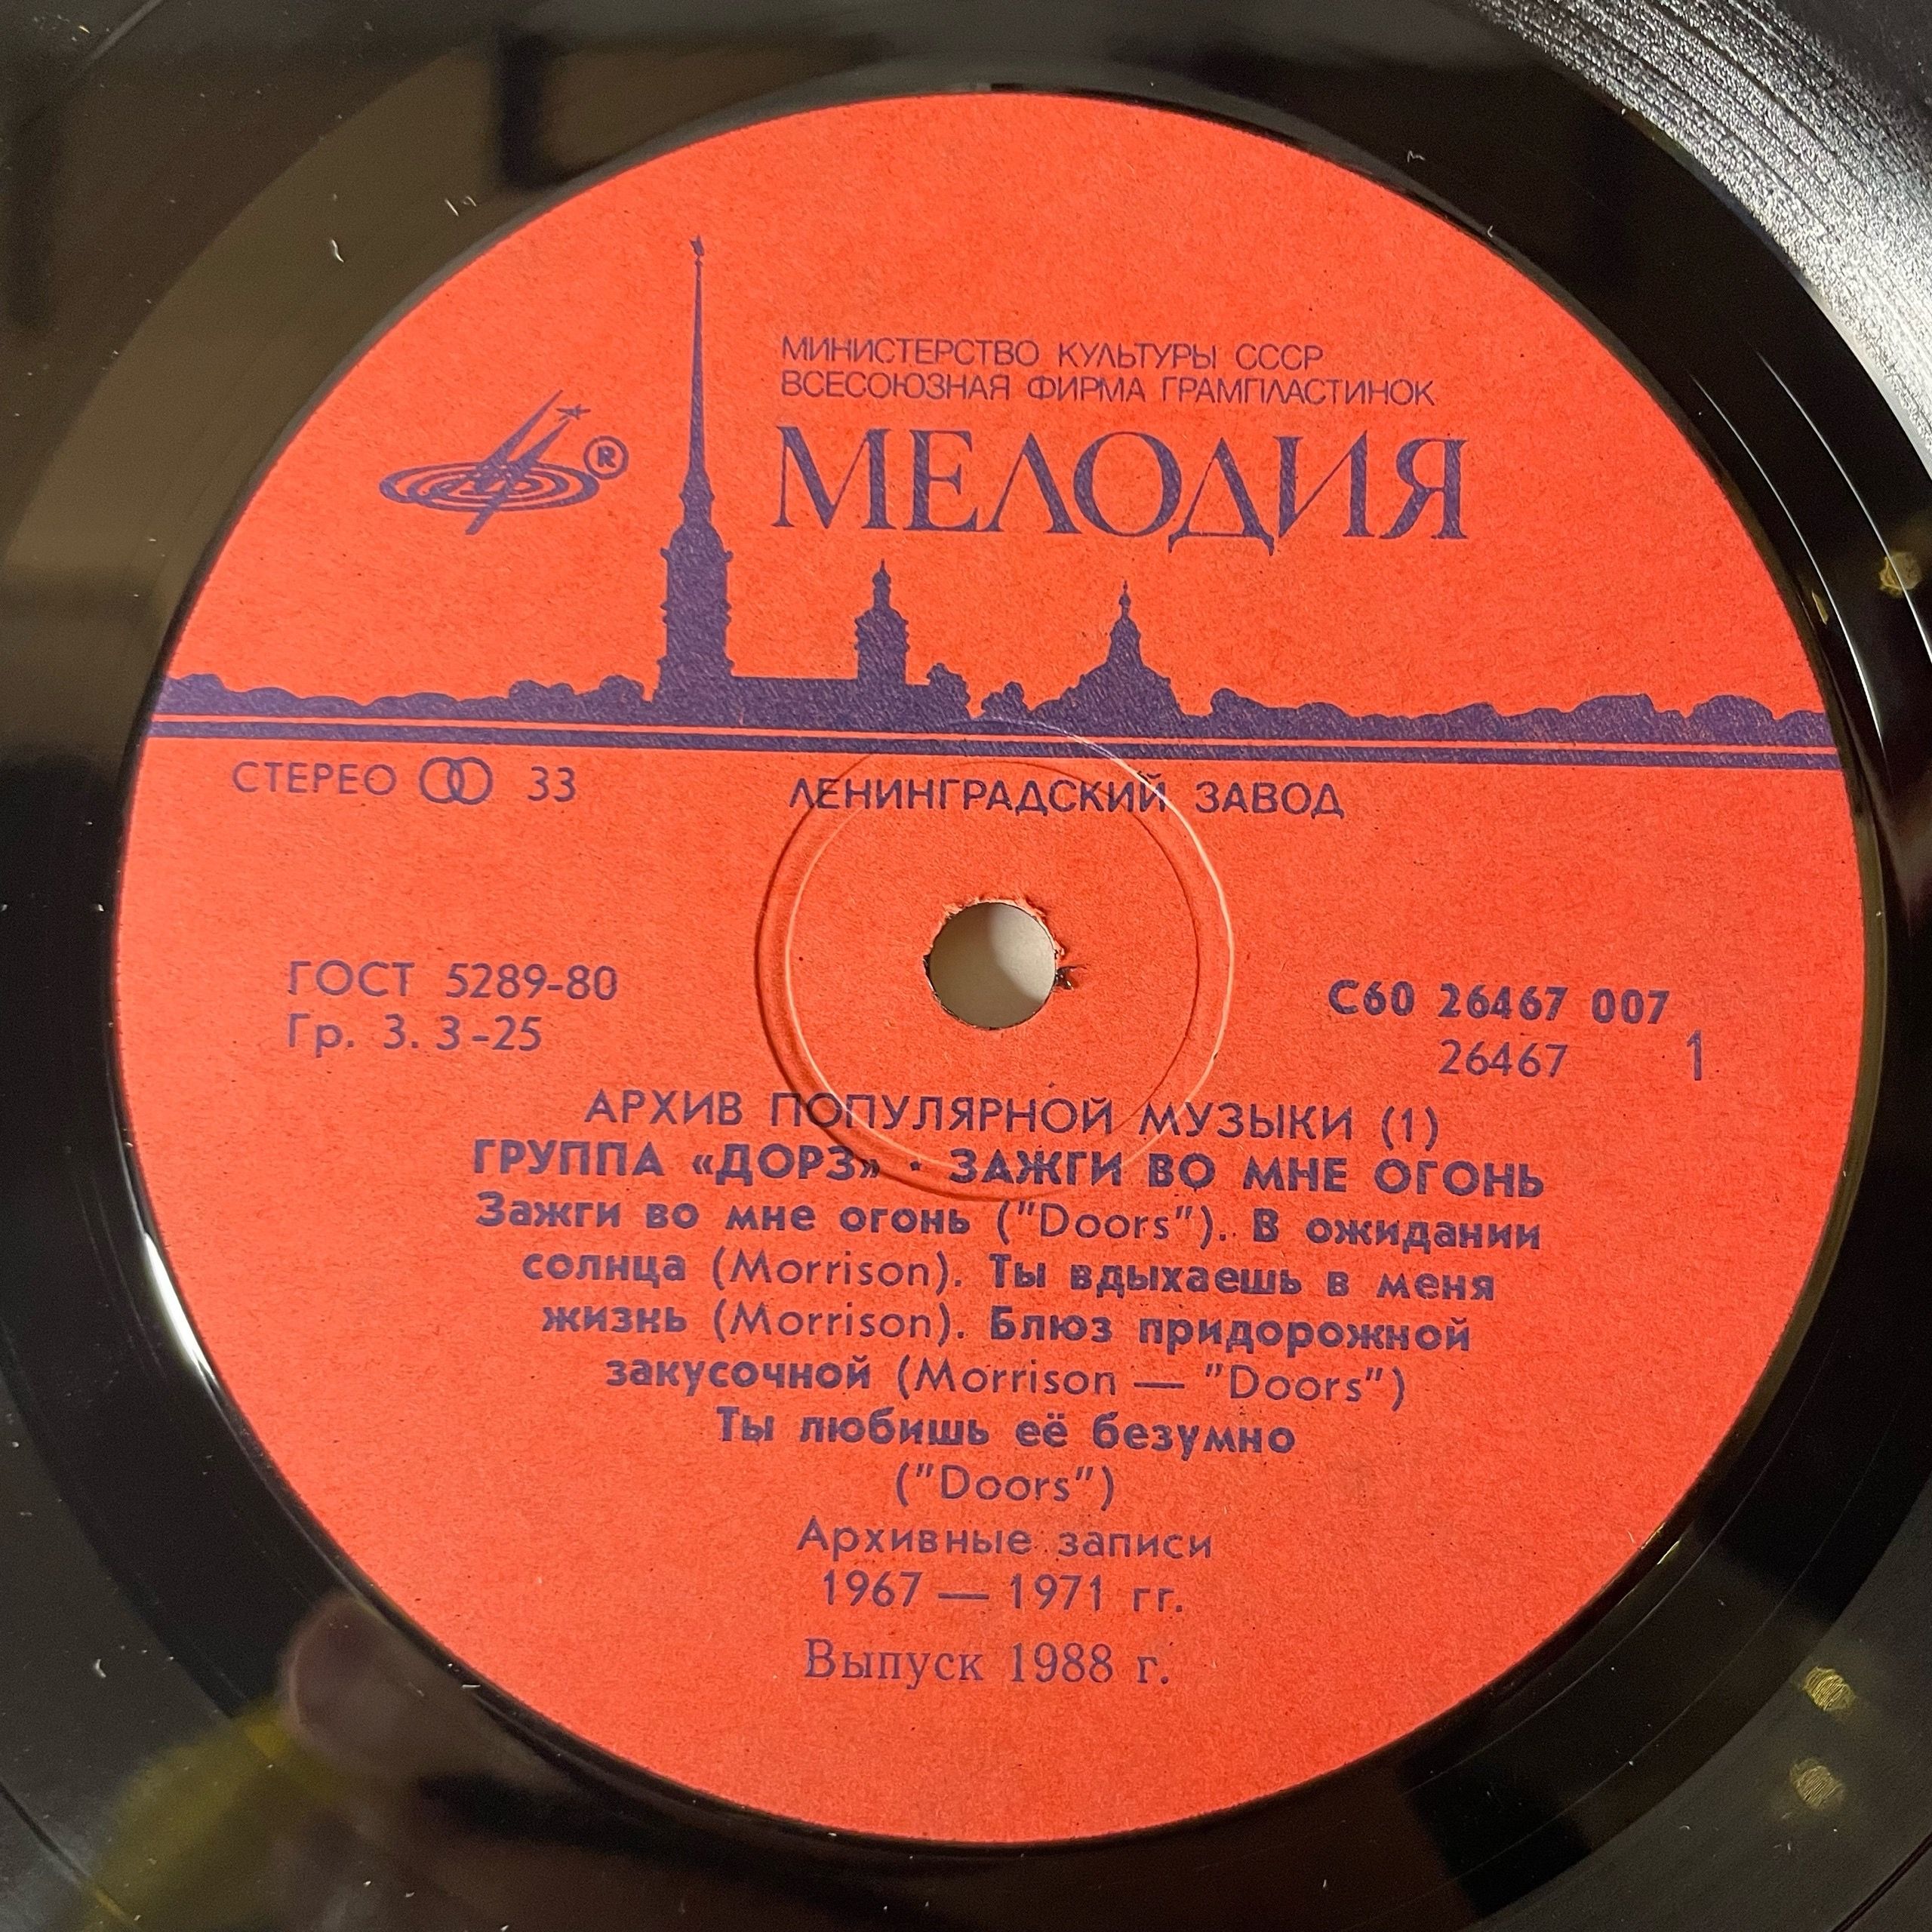 МИНИСТЕРСТВО КУЛЬТУРЫ СССР
ВСЕСОЮЗНАЯ ФИРМА ГРАМПЛАСТИНОК
®
МЕЛОДИЯ
СТЕРЕО 33
ЛЕНИНГРАДСКИЙ ЗАВОД
ГОСТ 5289-80
Гр. 3. 3-25
С60 26467 007
26467 1
АРХИВ ПОПУЛЯРНОЙ МУЗЫКИ (1)
ГРУППА «ДОРЗ» · ЗАЖГИ ВО МНЕ ОГОНЬ
Зажги во мне огонь ("Doors"). В ожидании
солнца (Morrison). Ты вдыхаешь в меня
жизнь (Morrison). Блюз придорожной
закусочной (Morrison — "Doors")
Ты любишь её безумно
("Doors")
Архивные записи
1967 — 1971 гг.
Выпуск 1988 г.